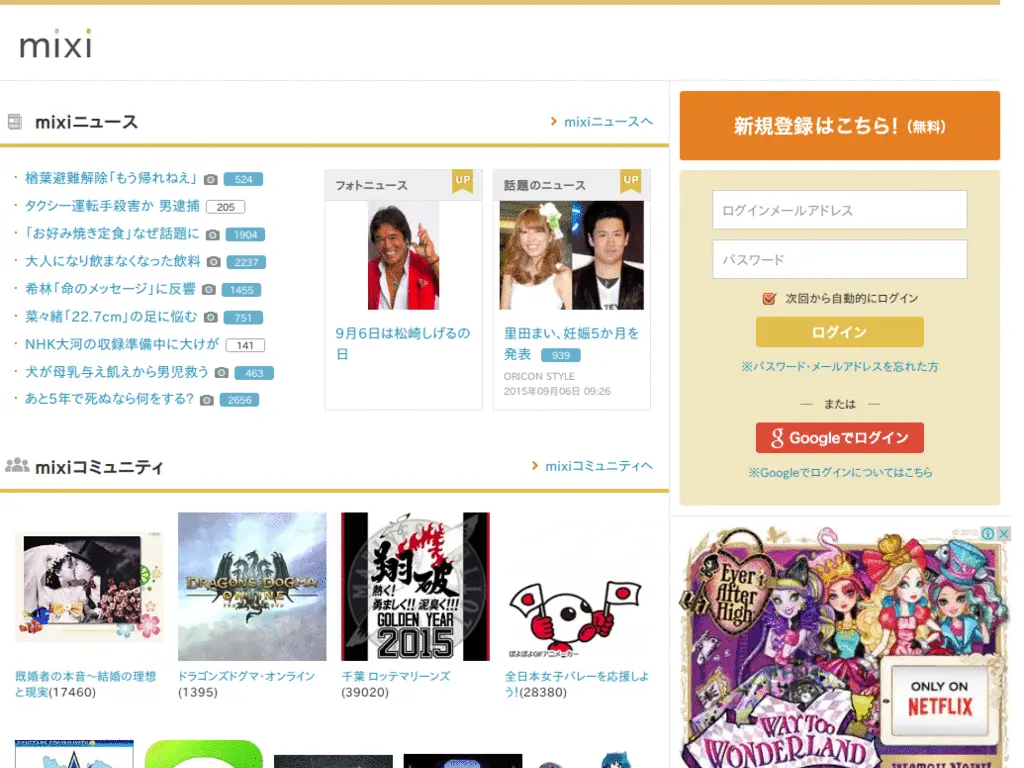 mixi
mixiニュース
mixiニュースへ
・楢葉避難解除「もう帰れねえ」 524
・タクシー運転手殺害か 男逮捕 205
・「お好み焼き定食」なぜ話題に 1904
・大人になり飲まなくなった飲料 2237
・希林「命のメッセージ」に反響 1455
・菜々緒「22.7cm」の足に悩む 751
・NHK大河の収録準備中に大けが 141
・犬が母乳与え飢えから男児救う 463
・あと5年で死ぬなら何をする? 2656
フォトニュース
UP
9月6日は松崎しげるの
日
話題のニュース
UP
里田まい、妊娠5か月を
発表 939
ORICON STYLE
2015年09月06日 09:26
新規登録はこちら!(無料)
ログインメールアドレス
パスワード
次回から自動的にログイン
ログイン
※パスワード・メールアドレスを忘れた方
― または ―
g Googleでログイン
※Googleでログインについてはこちら
mixiコミュニティ
mixiコミュニティへ
DRAGON'S DOGMA
ONLINE
翔破
熱く!
勇ましく!! 泥臭く!!!
GOLDEN YEAR
2015
ぽよぽよGIFアニメーカー
既婚者の本音〜結婚の理想
と現実(17460)
ドラゴンズドグマ・オンライン
(1395)
千葉 ロッテマリーンズ
(39020)
全日本女子バレーを応援しよ
う!(28380)
Ever
After
High
ONLY ON
NETFLIX
WAY TOO
WONDERLAND